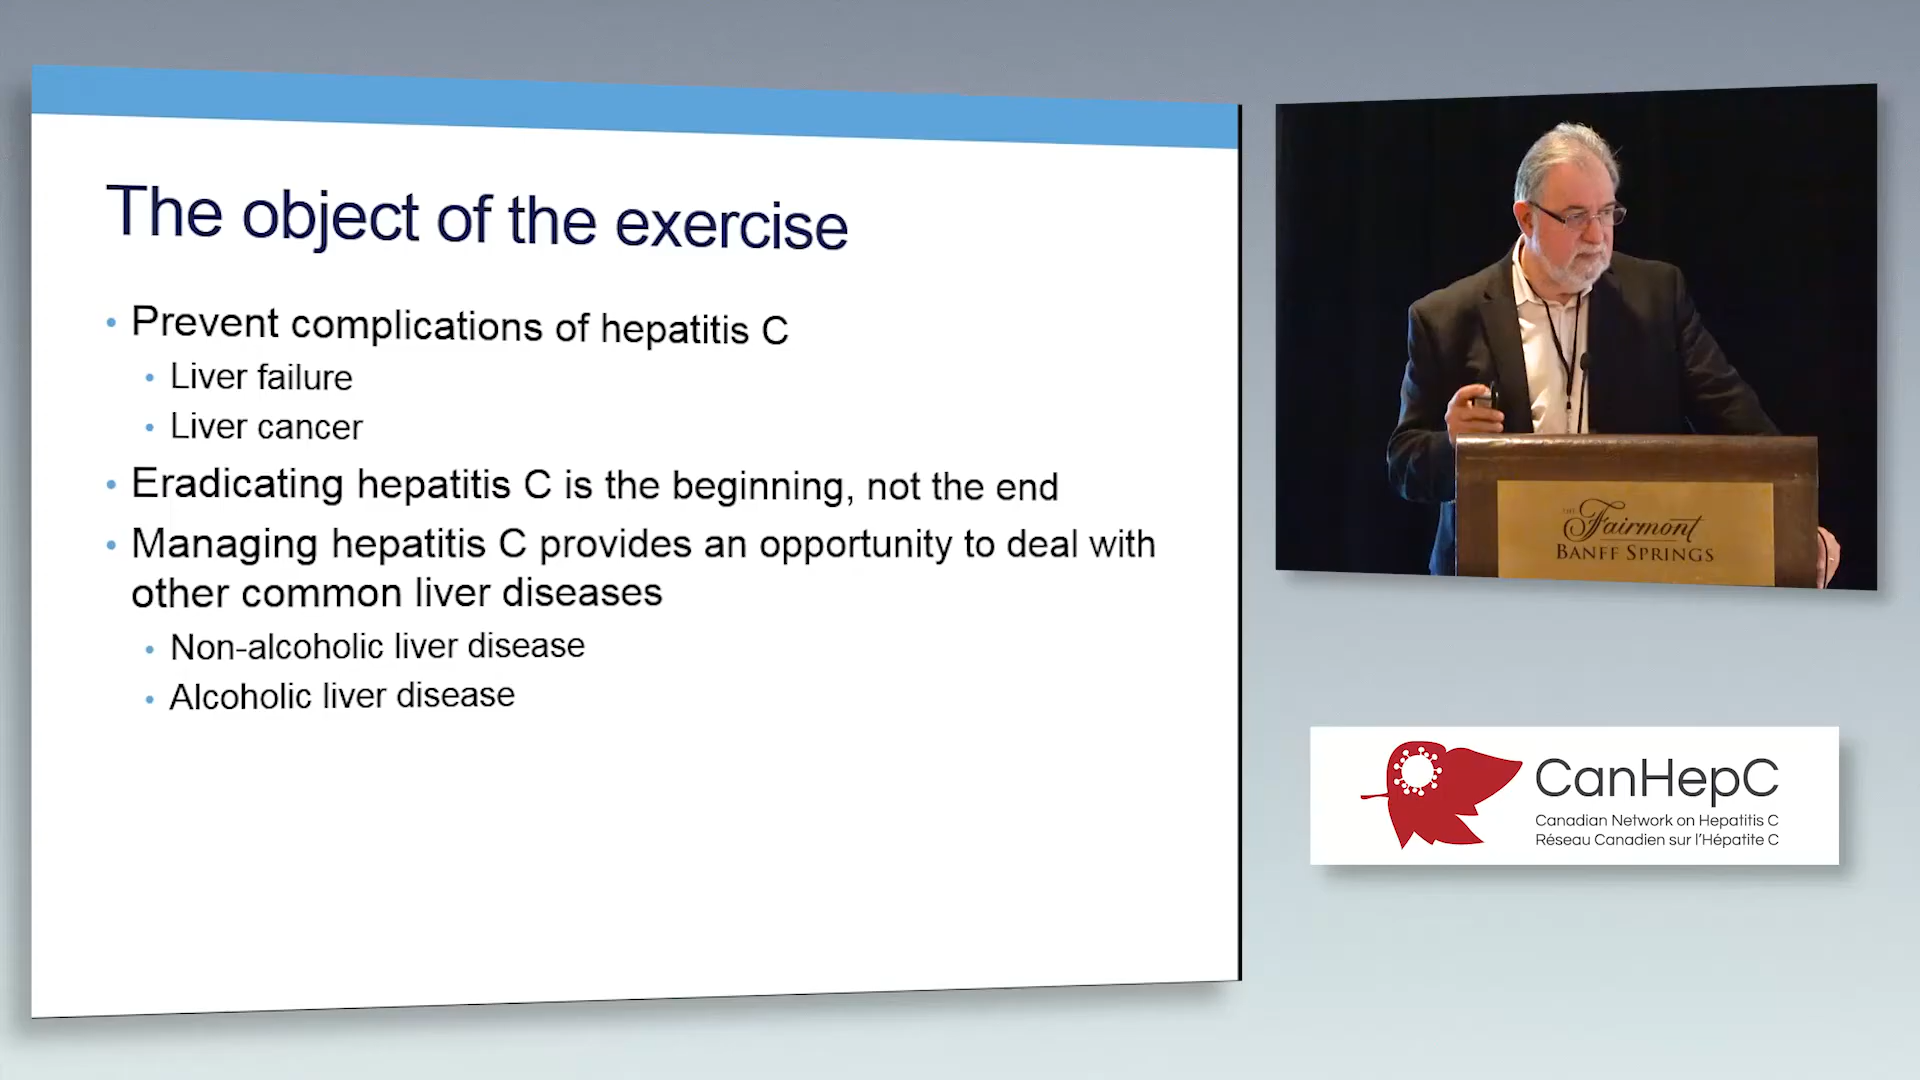 The object of the exercise
• Prevent complications of hepatitis C
• Liver failure
• Liver cancer
• Eradicating hepatitis C is the beginning, not the end
• Managing hepatitis C provides an opportunity to deal with
other common liver diseases
• Non-alcoholic liver disease
• Alcoholic liver disease
THE
Fairmont
BANFF SPRINGS
CanHepC
Canadian Network on Hepatitis C
Réseau Canadien sur l'Hépatite C